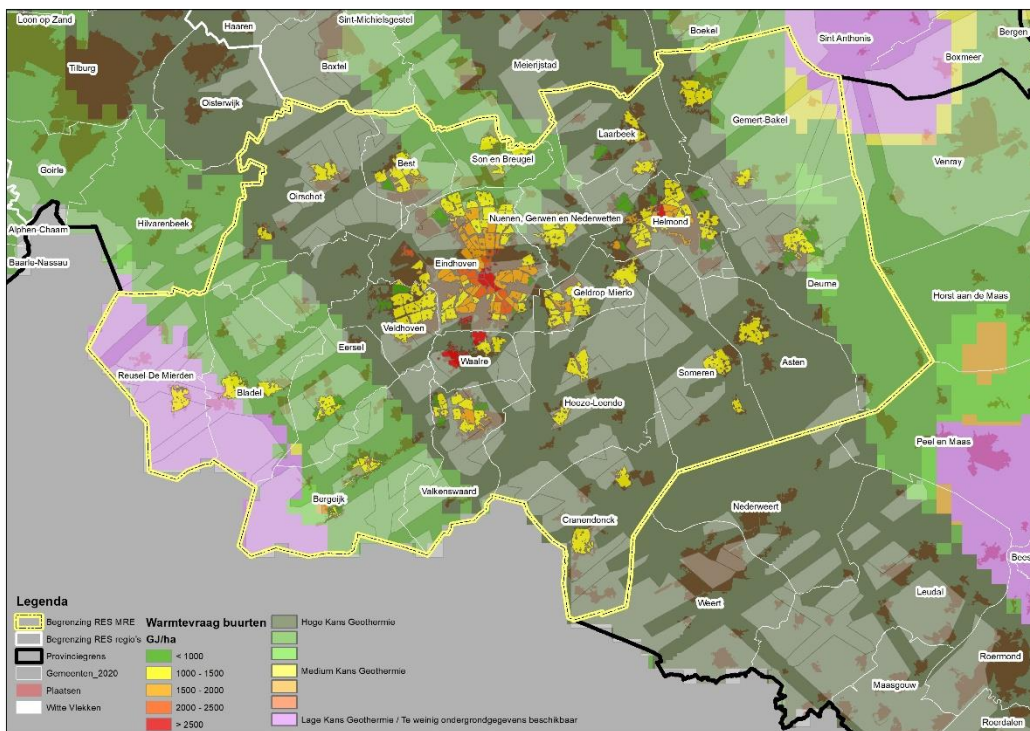 Loon op Zand
Haaren
Sint-Michielsgestel
Boekel
Sint Anthonis
Bergen
Boxmeer
Tilburg
Boxtel
Meierijstad
Oisterwijk
Laarbeek
Gemert-Bakel
Venray
Goirle
Best
Son en Breugel
Oirschot
Hilvarenbeek
Nuenen, Gerwen en Nederwetten
Helmond
Alphen-Chaam
Baarle-Nassau
Eindhoven
Geldrop-Mierlo
Deurne
Horst aan de Maas
Veldhoven
Eersel
Waalre
Reusel-De Mierden
Bladel
Someren
Asten
Heeze-Leende
Peel en Maas
Bergeijk
Valkenswaard
Cranendonck
Nederweert
Bees
Weert
Leudal
Roermond
Maasgouw
Roerdalen
Legenda
Begrenzing RES MRE
Begrenzing RES regio's
Provinciegrens
Gemeenten_2020
Plaatsen
Witte Vlekken
Warmtevraag buurten
GJ/ha
< 1000
1000 - 1500
1500 - 2000
2000 - 2500
> 2500
Hoge Kans Geothermie
Medium Kans Geothermie
Lage Kans Geothermie / Te weinig ondergrondgegevens beschikbaar